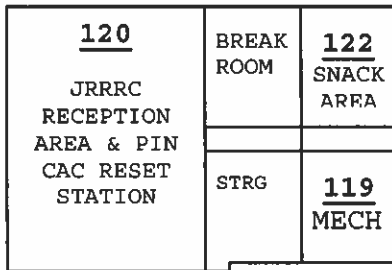 120
JRRRC
RECEPTION
AREA & PIN
CAC RESET
STATION
BREAK
ROOM
122
SNACK
AREA
STRG
119
MECH